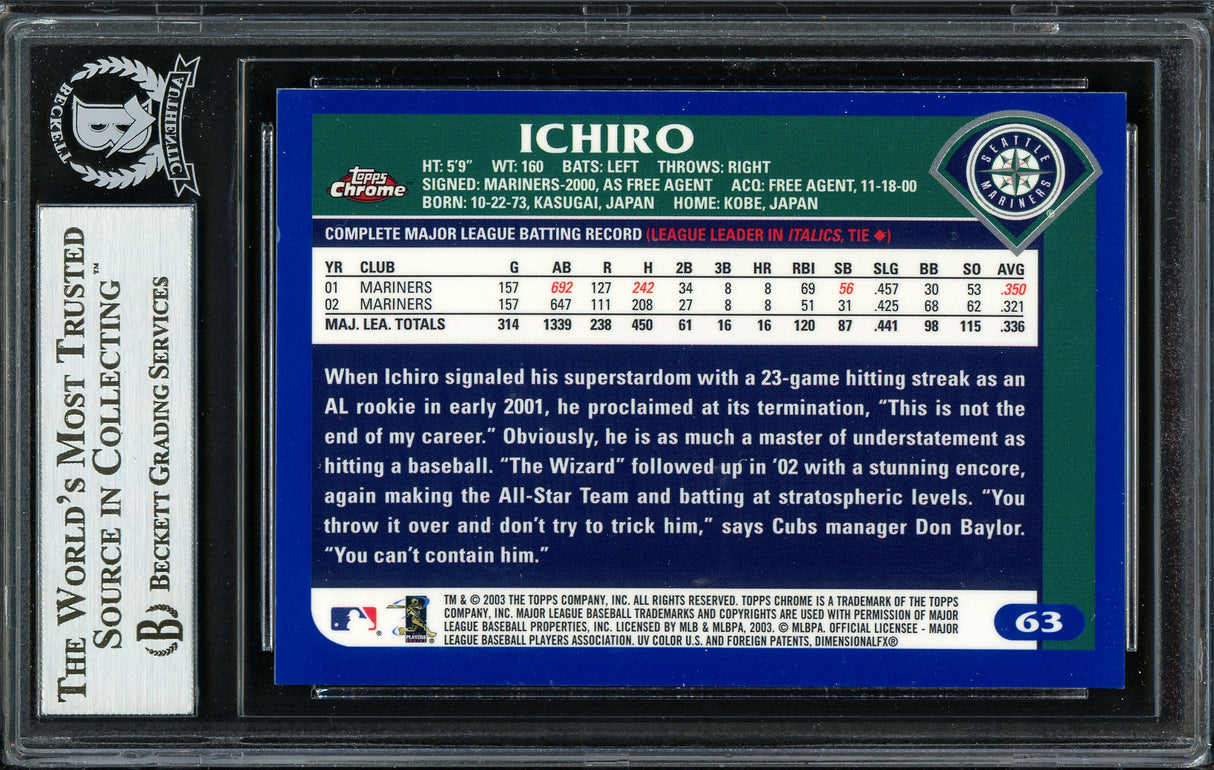 BECKETT
AUTHENTIC
THE WORLD'S MOST TRUSTED
SOURCE IN COLLECTING™
BECKETT GRADING SERVICES
ICHIRO
HT: 5'9" WT: 160 BATS: LEFT THROWS: RIGHT
SIGNED: MARINERS-2000, AS FREE AGENT ACQ: FREE AGENT, 11-18-00
BORN: 10-22-73, KASUGAI, JAPAN HOME: KOBE, JAPAN
TOPPS
Chrome™
SEATTLE
MARINERS
®
COMPLETE MAJOR LEAGUE BATTING RECORD (LEAGUE LEADER IN ITALICS, TIE ◆)
YR CLUB G AB R H 2B 3B HR RBI SB SLG BB SO AVG
01 MARINERS 157 692 127 242 34 8 8 69 56 .457 30 53 .350
02 MARINERS 157 647 111 208 27 8 8 51 31 .425 68 62 .321
MAJ. LEA. TOTALS 314 1339 238 450 61 16 16 120 87 .441 98 115 .336
When Ichiro signaled his superstardom with a 23-game hitting streak as an
AL rookie in early 2001, he proclaimed at its termination, “This is not the
end of my career.” Obviously, he is as much a master of understatement as
hitting a baseball. “The Wizard” followed up in ’02 with a stunning encore,
again making the All-Star Team and batting at stratospheric levels. “You
throw it over and don’t try to trick him,” says Cubs manager Don Baylor.
“You can’t contain him.”
®
PLAYERS
TM & © 2003 THE TOPPS COMPANY, INC. ALL RIGHTS RESERVED. TOPPS CHROME IS A TRADEMARK OF THE TOPPS
COMPANY, INC. MAJOR LEAGUE BASEBALL TRADEMARKS AND COPYRIGHTS ARE USED WITH PERMISSION OF MAJOR
LEAGUE BASEBALL PROPERTIES, INC. LICENSED BY MLB & MLBPA, 2003. © MLBPA. OFFICIAL LICENSEE - MAJOR
LEAGUE BASEBALL PLAYERS ASSOCIATION. UV COLOR U.S. AND FOREIGN PATENTS, DIMENSIONALFX®
63